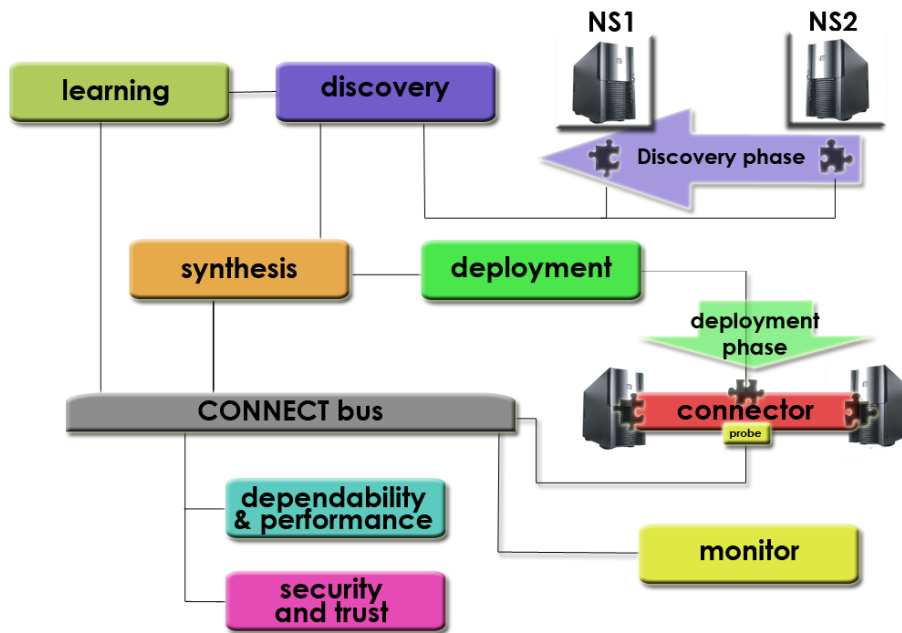 NS1
NS2
learning
discovery
Discovery phase
synthesis
deployment
deployment
phase
CONNECT bus
connector
probe
dependability
& performance
monitor
security
and trust